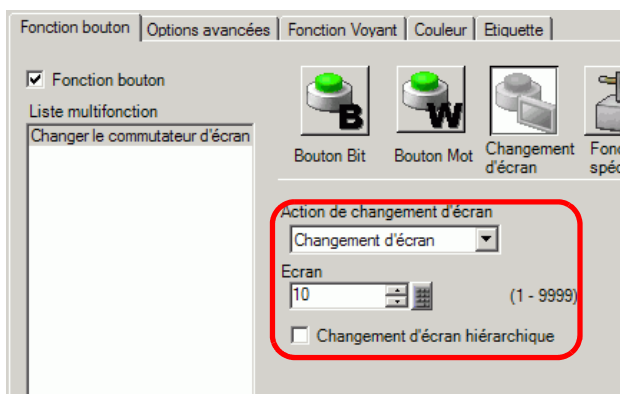 Fonction bouton Options avancées Fonction Voyant Couleur Etiquette
Fonction bouton
Liste multifonction
Changer le commutateur d'écran
B
W
Bouton Bit
Bouton Mot
Changement
d'écran
Action de changement d'écran
Changement d'écran
Ecran
10
(1 - 9999)
Changement d'écran hiérarchique